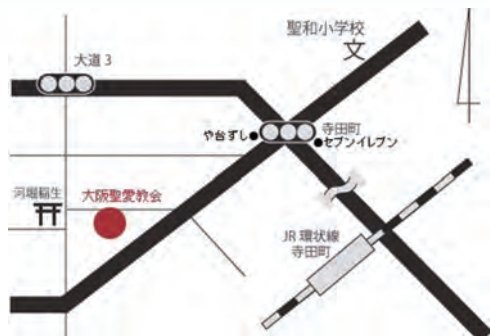 聖和小学校
文
大道 3
寺田町
や台ずし
セブンイレブン
河堀稲生
大阪聖愛教会
JR 環状線
寺田町